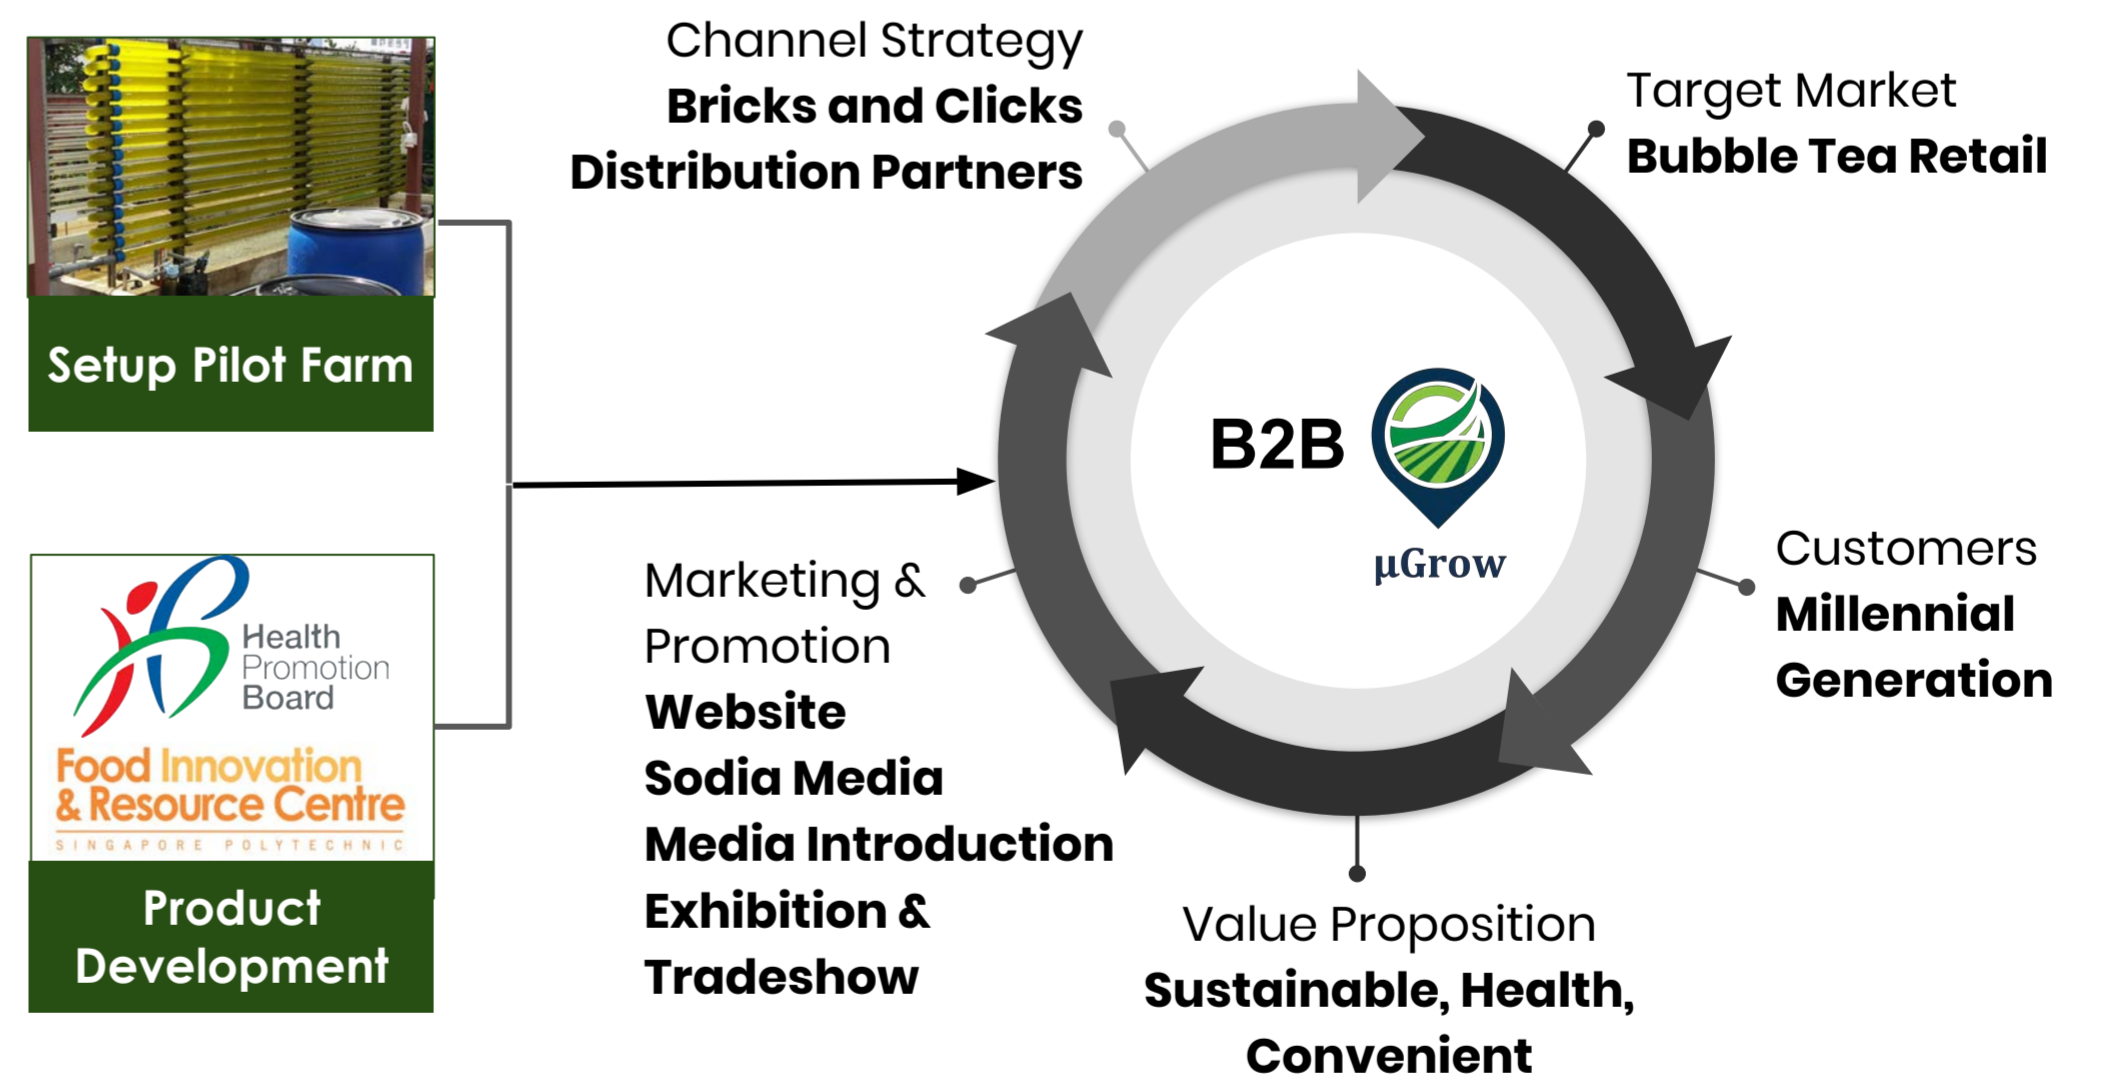 Setup Pilot Farm
Health
Promotion
Board
Food Innovation
& Resource Centre
SINGAPORE POLYTECHNIC
Product
Development
Channel Strategy
Bricks and Clicks
Distribution Partners
Target Market
Bubble Tea Retail
Customers
Millennial
Generation
Value Proposition
Sustainable, Health,
Convenient
Marketing &
Promotion
Website
Sodia Media
Media Introduction
Exhibition &
Tradeshow
B2B
µGrow